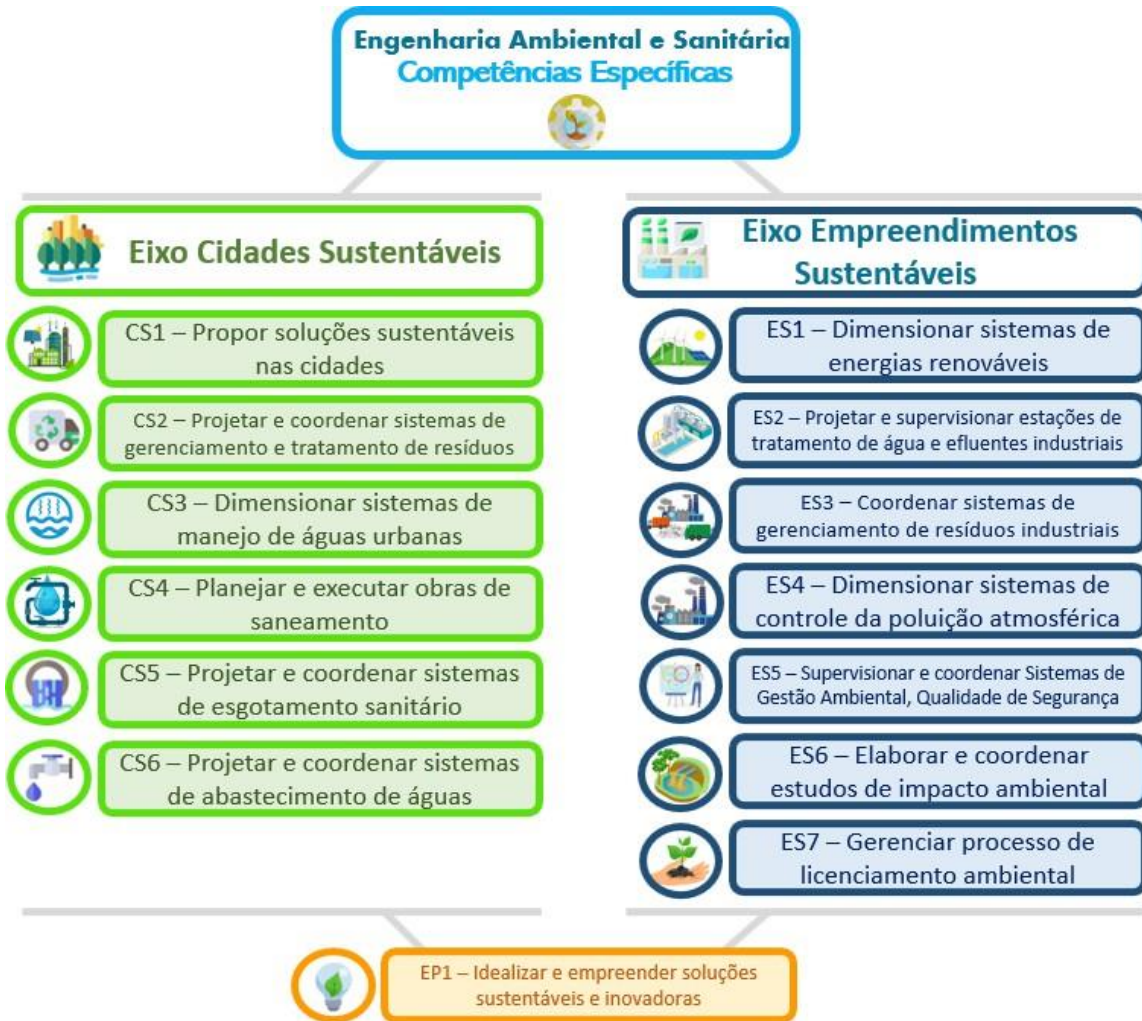 Engenharia Ambiental e Sanitária
Competências Específicas
Eixo Cidades Sustentáveis
CS1 – Propor soluções sustentáveis
nas cidades
CS2 – Projetar e coordenar sistemas de
gerenciamento e tratamento de resíduos
CS3 – Dimensionar sistemas de
manejo de águas urbanas
CS4 – Planejar e executar obras de
saneamento
CS5 – Projetar e coordenar sistemas
de esgotamento sanitário
CS6 – Projetar e coordenar sistemas
de abastecimento de águas
Eixo Empreendimentos
Sustentáveis
ES1 – Dimensionar sistemas de
energias renováveis
ES2 – Projetar e supervisionar estações de
tratamento de água e efluentes industriais
ES3 – Coordenar sistemas de
gerenciamento de resíduos industriais
ES4 – Dimensionar sistemas de
controle da poluição atmosférica
ES5 – Supervisionar e coordenar Sistemas de
Gestão Ambiental, Qualidade de Segurança
ES6 – Elaborar e coordenar
estudos de impacto ambiental
ES7 – Gerenciar processo de
licenciamento ambiental
EP1 – Idealizar e empreender soluções
sustentáveis e inovadoras